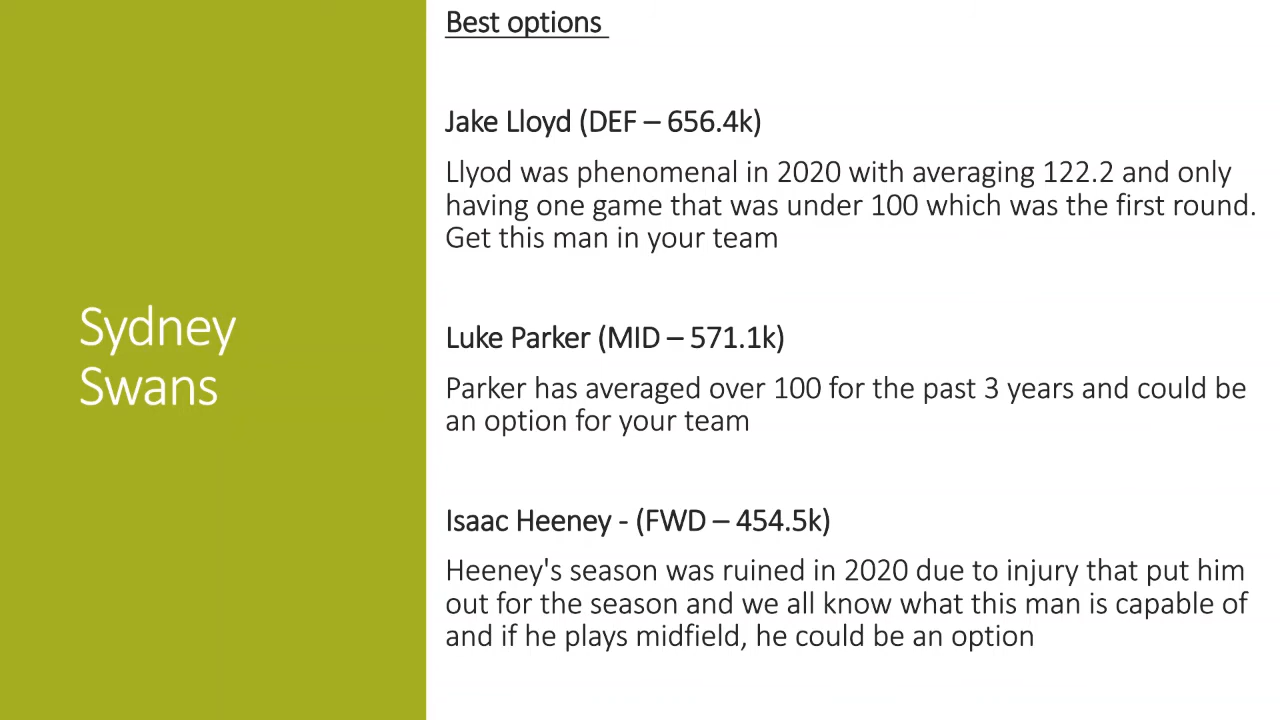 Best options
Jake Lloyd (DEF – 656.4k)
Llyod was phenomenal in 2020 with averaging 122.2 and only
having one game that was under 100 which was the first round.
Get this man in your team
Sydney
Swans
Luke Parker (MID – 571.1k)
Parker has averaged over 100 for the past 3 years and could be
an option for your team
Isaac Heeney - (FWD – 454.5k)
Heeney's season was ruined in 2020 due to injury that put him
out for the season and we all know what this man is capable of
and if he plays midfield, he could be an option